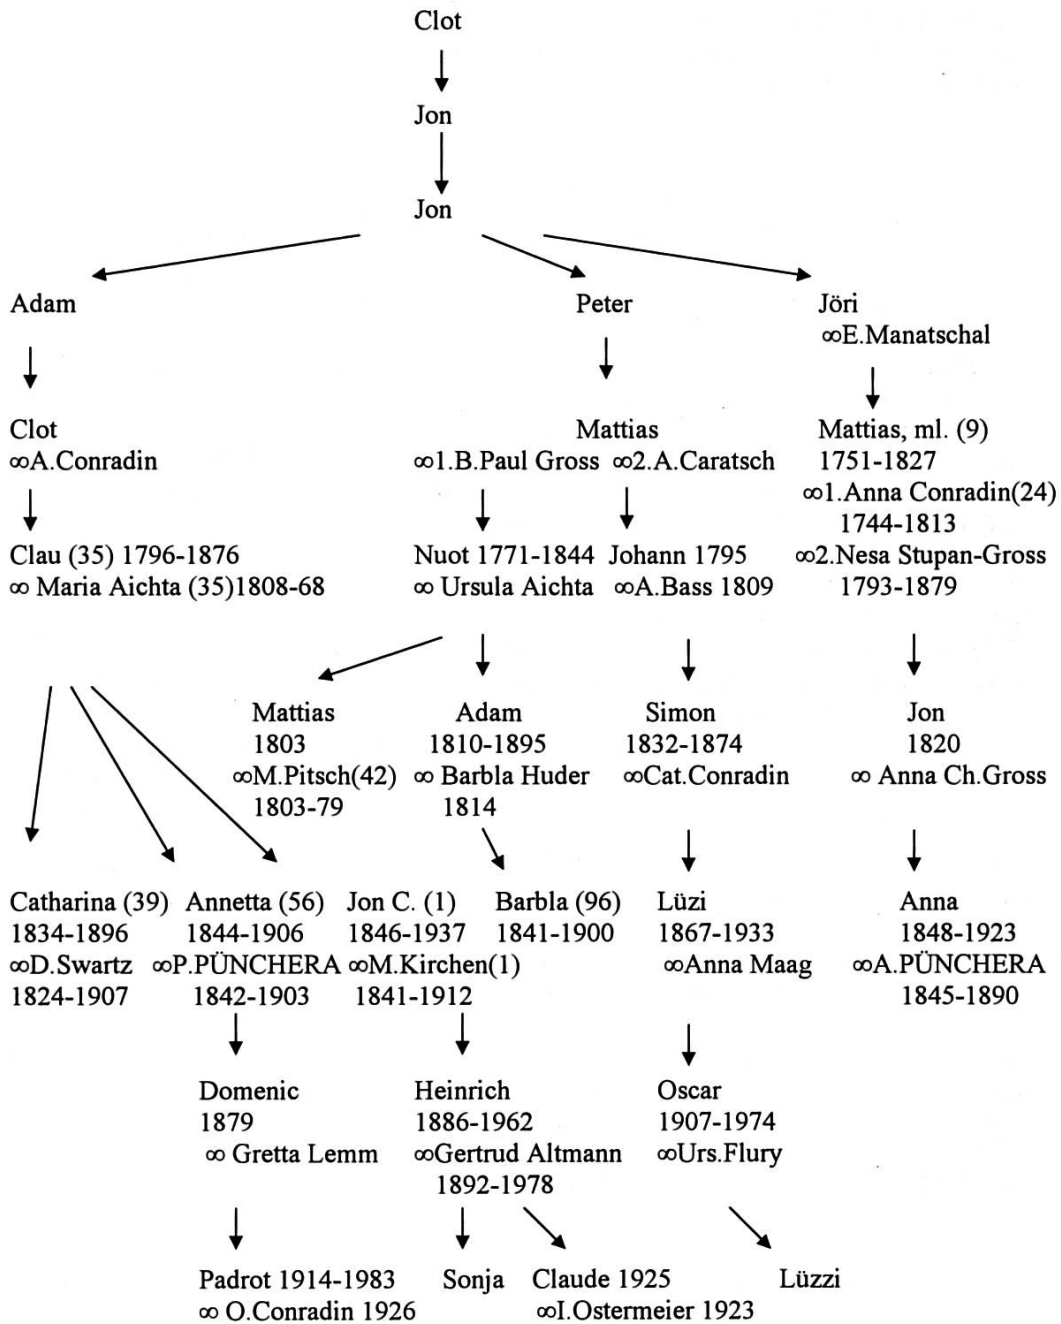 Clot
Jon
Jon
Adam
Peter
Jöri
∞E.Manatschal
Clot
∞A.Conradin
Mattias
∞1.B.Paul Gross ∞2.A.Caratsch
Mattias, ml. (9)
1751-1827
∞1.Anna Conradin(24)
1744-1813
∞2.Nesa Stupan-Gross
1793-1879
Clau (35) 1796-1876
∞ Maria Aichta (35)1808-68
Nuot 1771-1844
∞ Ursula Aichta
Johann 1795
∞A.Bass 1809
Mattias
1803
∞M.Pitsch(42)
1803-79
Adam
1810-1895
∞ Barbla Huder
1814
Simon
1832-1874
∞Cat.Conradin
Jon
1820
∞ Anna Ch.Gross
Catharina (39)
1834-1896
∞D.Swartz
1824-1907
Annetta (56)
1844-1906
∞P.PÜNCHERA
1842-1903
Jon C. (1)
1846-1937
∞M.Kirchen(1)
1841-1912
Barbla (96)
1841-1900
Lüzi
1867-1933
∞Anna Maag
Anna
1848-1923
∞A.PÜNCHERA
1845-1890
Domenic
1879
∞ Gretta Lemm
Heinrich
1886-1962
∞Gertrud Altmann
1892-1978
Oscar
1907-1974
∞Urs.Flury
Padrot 1914-1983
∞ O.Conradin 1926
Sonja
Claude 1925
∞I.Ostermeier 1923
Lüzzi